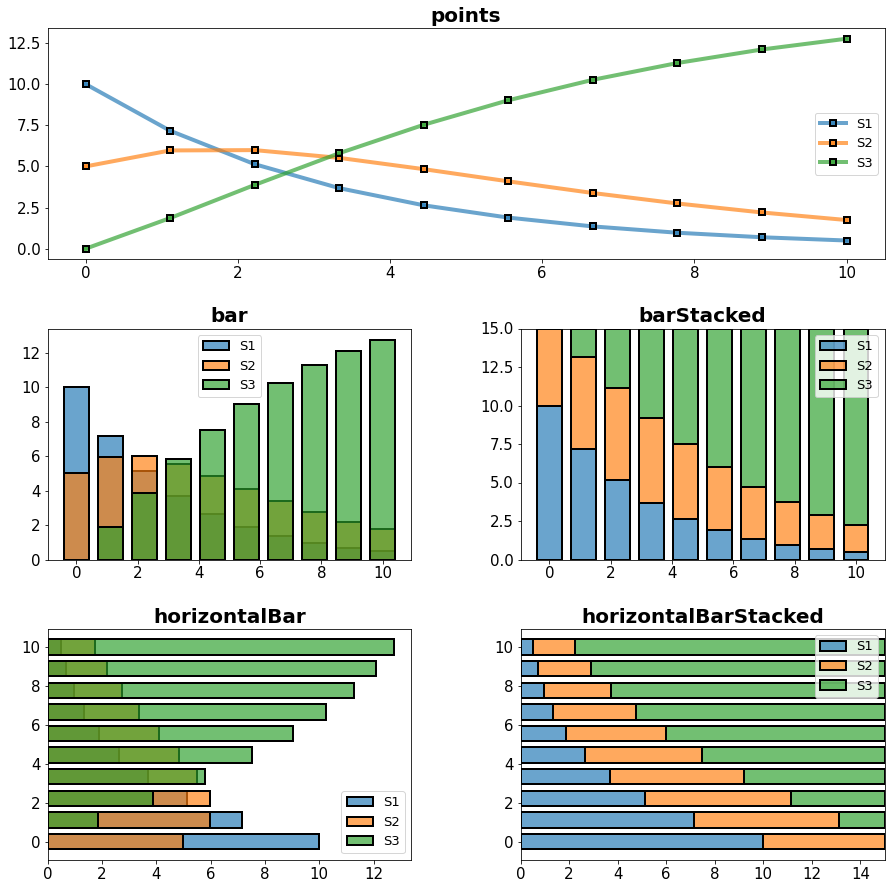 points
12.5
10.0
7.5
5.0
2.5
0.0
S1
S2
S3
0 2 4 6 8 10
bar
12
10
8
6
4
2
0
S1
S2
S3
0 2 4 6 8 10
barStacked
15.0
12.5
10.0
7.5
5.0
2.5
0.0
S1
S2
S3
0 2 4 6 8 10
horizontalBar
10
8
6
4
2
0
S1
S2
S3
0 2 4 6 8 10 12
horizontalBarStacked
10
8
6
4
2
0
S1
S2
S3
0 2 4 6 8 10 12 14